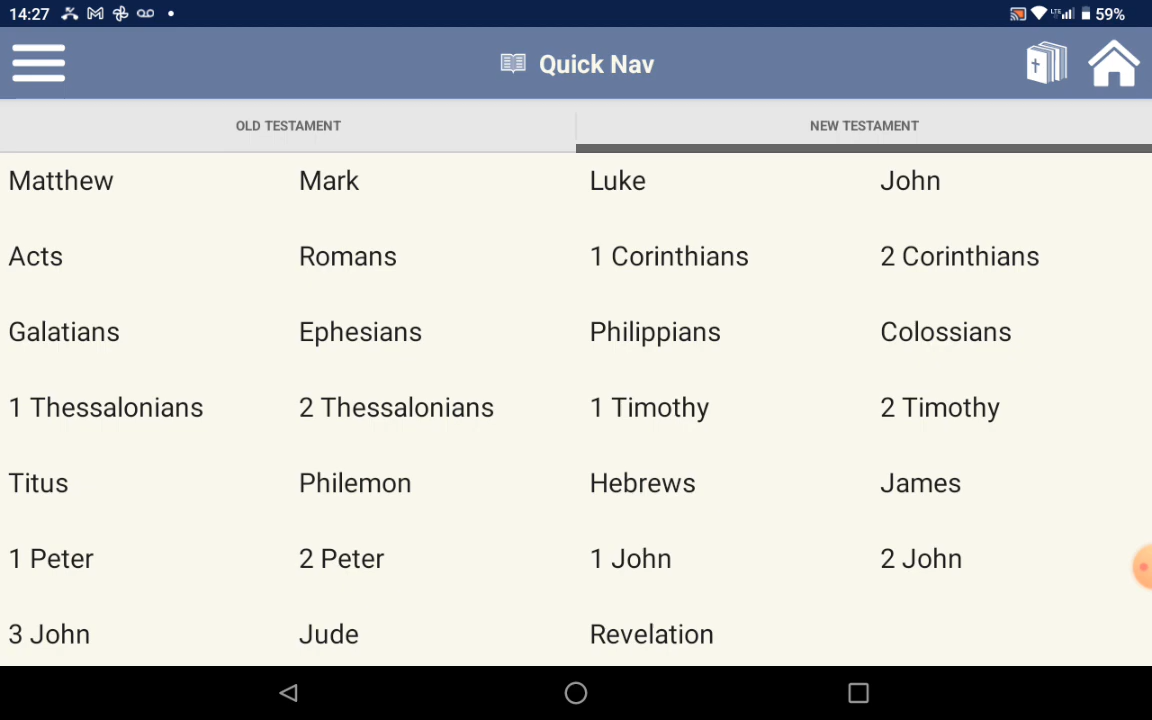 14:27 LTE 59%
Quick Nav
OLD TESTAMENT NEW TESTAMENT
Matthew Mark Luke John
Acts Romans 1 Corinthians 2 Corinthians
Galatians Ephesians Philippians Colossians
1 Thessalonians 2 Thessalonians 1 Timothy 2 Timothy
Titus Philemon Hebrews James
1 Peter 2 Peter 1 John 2 John
3 John Jude Revelation